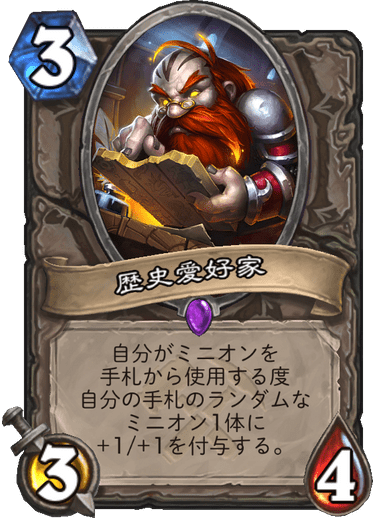 3
歴史愛好家
自分がミニオンを
手札から使用する度
自分の手札のランダムな
ミニオン1体に
+1/+1を付与する。
3
4